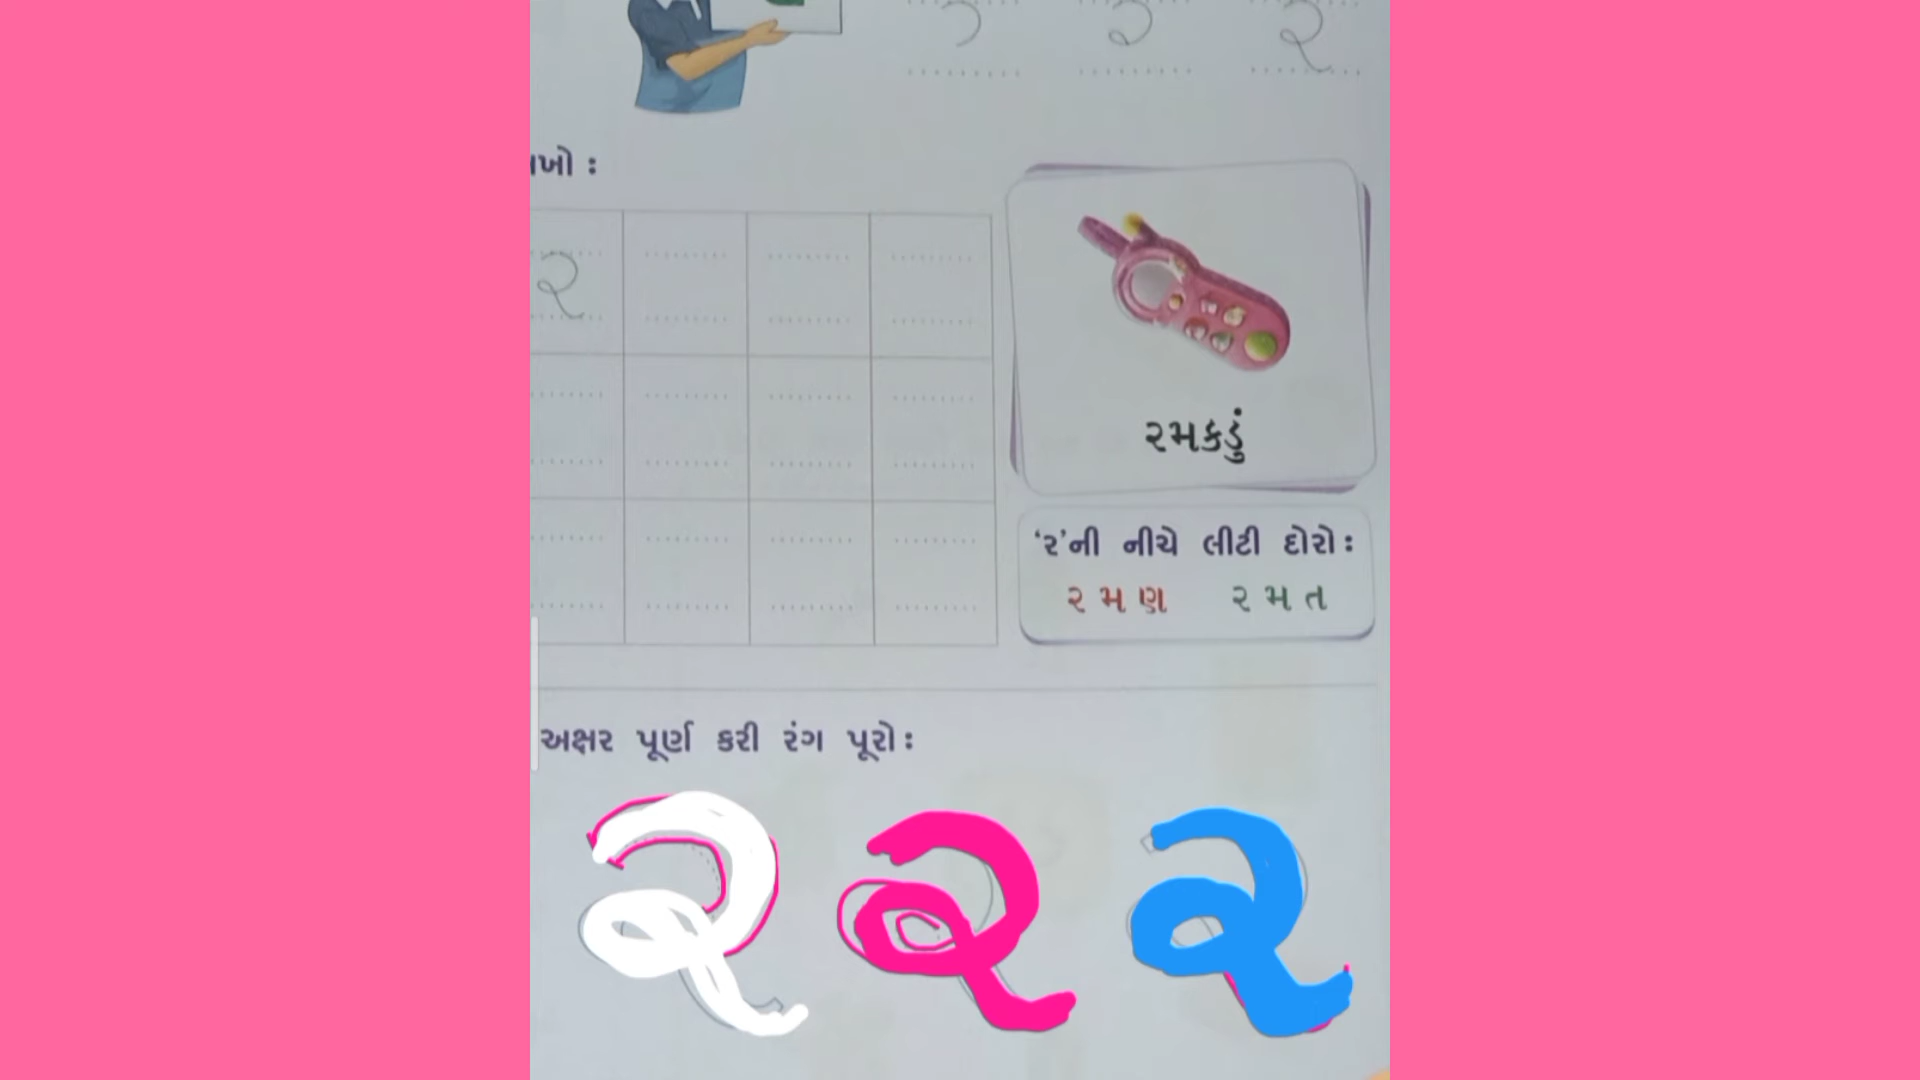 ર
ખો :
ર
રમકડું
‘ર’ની નીચે લીટી દોરો :
ર મ ણ ર મ ત
અક્ષર પૂર્ણ કરી રંગ પૂરો :
ર ર ર